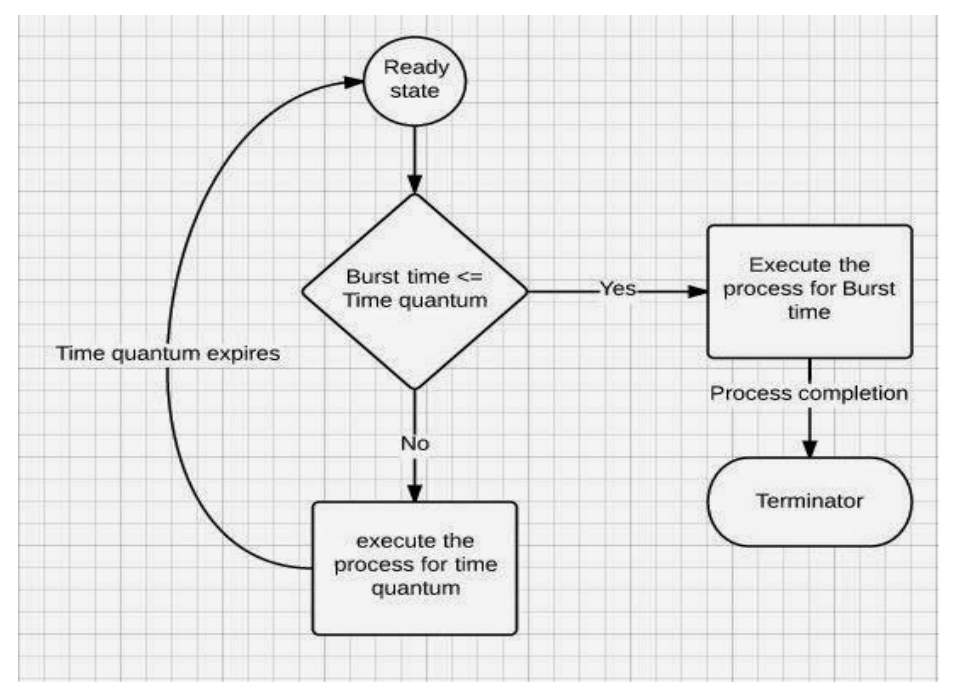 Ready
state
Burst time <=
Time quantum
Yes
Execute the
process for Burst
time
Time quantum expires
Process completion
No
Terminator
execute the
process for time
quantum